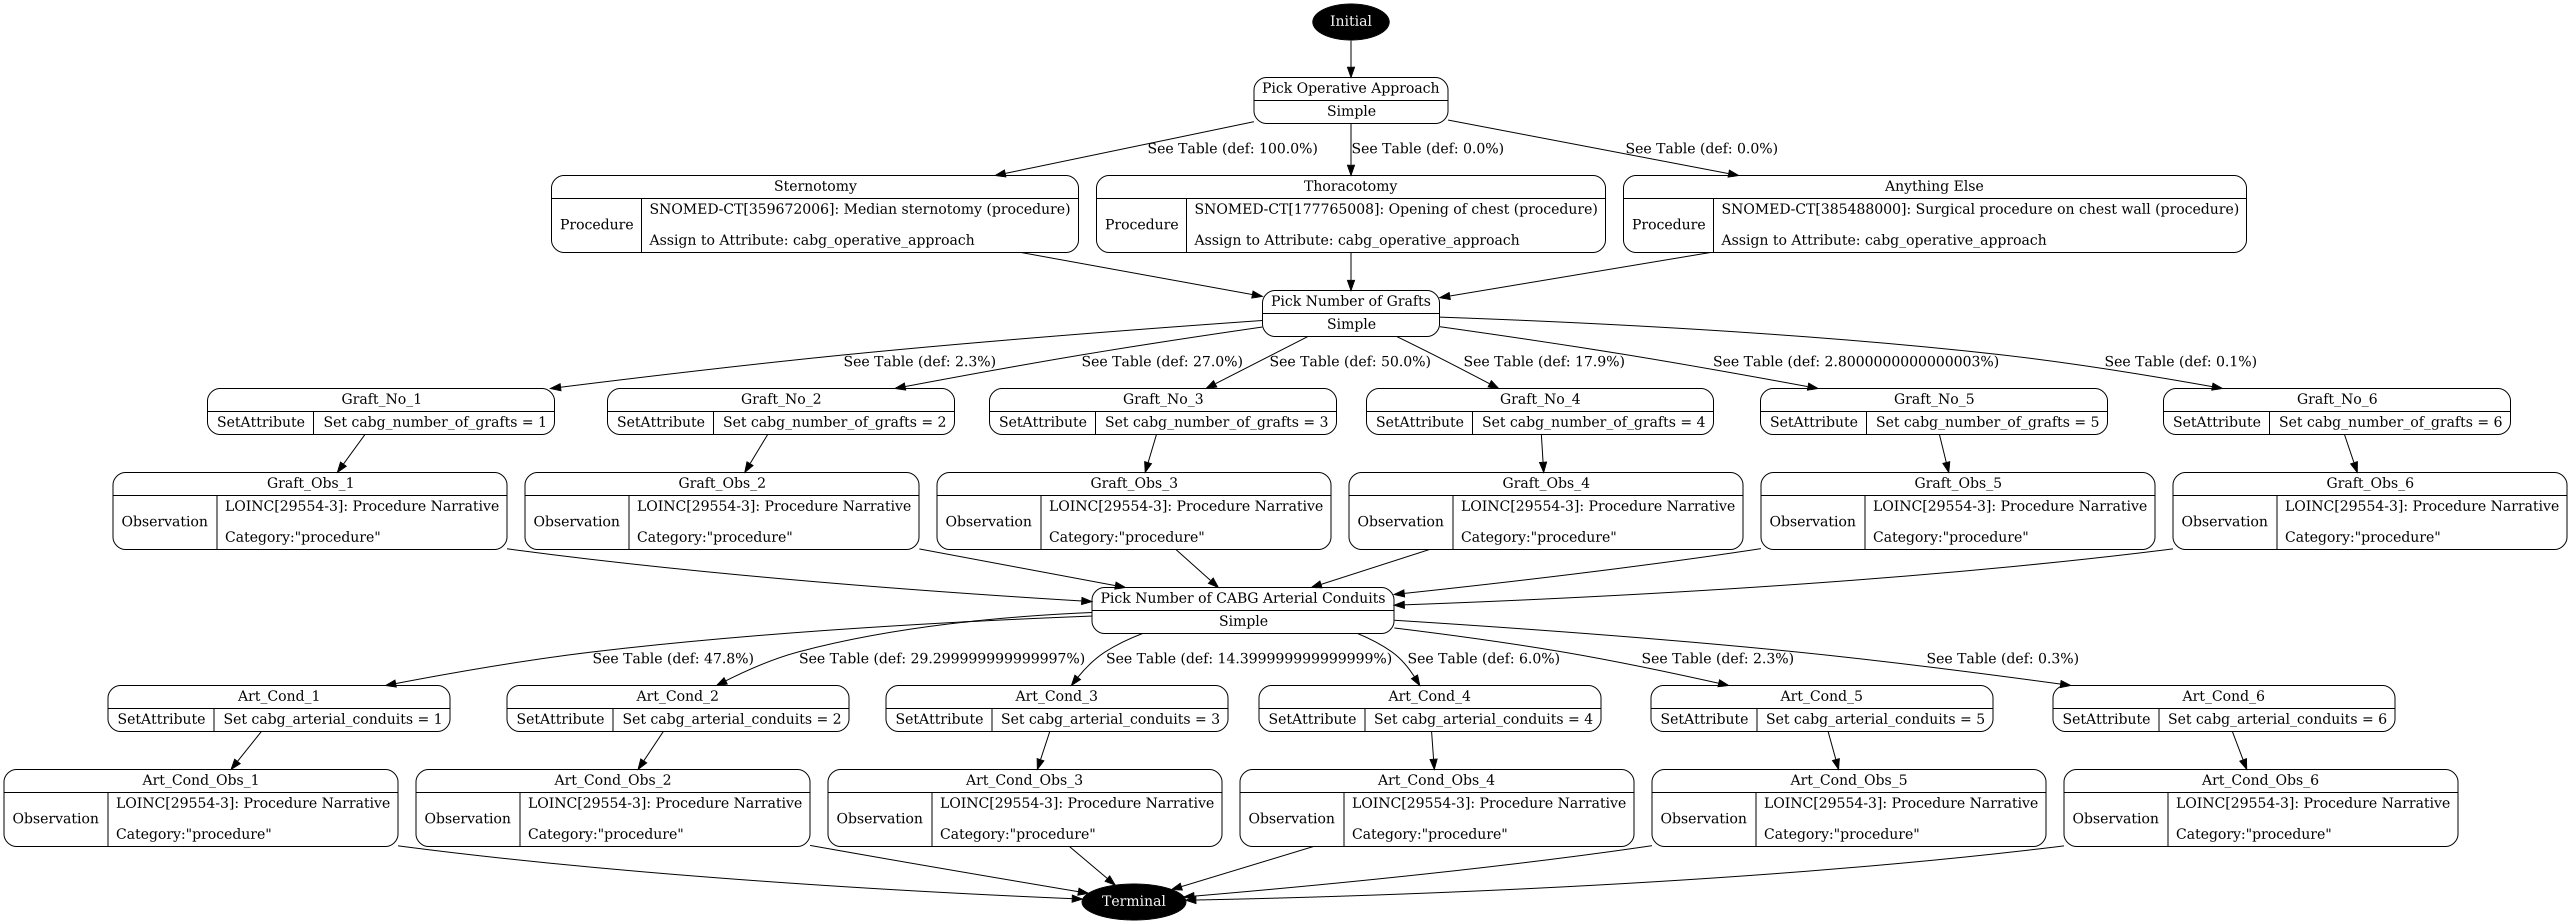 Initial
Pick Operative Approach
Simple
See Table (def: 100.0%)
See Table (def: 0.0%)
See Table (def: 0.0%)
Sternotomy
Procedure
SNOMED-CT[359672006]: Median sternotomy (procedure)
Assign to Attribute: cabg_operative_approach
Thoracotomy
Procedure
SNOMED-CT[177765008]: Opening of chest (procedure)
Assign to Attribute: cabg_operative_approach
Anything Else
Procedure
SNOMED-CT[385488000]: Surgical procedure on chest wall (procedure)
Assign to Attribute: cabg_operative_approach
Pick Number of Grafts
Simple
See Table (def: 2.3%)
See Table (def: 27.0%)
See Table (def: 50.0%)
See Table (def: 17.9%)
See Table (def: 2.8000000000000003%)
See Table (def: 0.1%)
Graft_No_1
SetAttribute
Set cabg_number_of_grafts = 1
Graft_No_2
SetAttribute
Set cabg_number_of_grafts = 2
Graft_No_3
SetAttribute
Set cabg_number_of_grafts = 3
Graft_No_4
SetAttribute
Set cabg_number_of_grafts = 4
Graft_No_5
SetAttribute
Set cabg_number_of_grafts = 5
Graft_No_6
SetAttribute
Set cabg_number_of_grafts = 6
Graft_Obs_1
Observation
LOINC[29554-3]: Procedure Narrative
Category:"procedure"
Graft_Obs_2
Observation
LOINC[29554-3]: Procedure Narrative
Category:"procedure"
Graft_Obs_3
Observation
LOINC[29554-3]: Procedure Narrative
Category:"procedure"
Graft_Obs_4
Observation
LOINC[29554-3]: Procedure Narrative
Category:"procedure"
Graft_Obs_5
Observation
LOINC[29554-3]: Procedure Narrative
Category:"procedure"
Graft_Obs_6
Observation
LOINC[29554-3]: Procedure Narrative
Category:"procedure"
Pick Number of CABG Arterial Conduits
Simple
See Table (def: 47.8%)
See Table (def: 29.299999999999997%)
See Table (def: 14.399999999999999%)
See Table (def: 6.0%)
See Table (def: 2.3%)
See Table (def: 0.3%)
Art_Cond_1
SetAttribute
Set cabg_arterial_conduits = 1
Art_Cond_2
SetAttribute
Set cabg_arterial_conduits = 2
Art_Cond_3
SetAttribute
Set cabg_arterial_conduits = 3
Art_Cond_4
SetAttribute
Set cabg_arterial_conduits = 4
Art_Cond_5
SetAttribute
Set cabg_arterial_conduits = 5
Art_Cond_6
SetAttribute
Set cabg_arterial_conduits = 6
Art_Cond_Obs_1
Observation
LOINC[29554-3]: Procedure Narrative
Category:"procedure"
Art_Cond_Obs_2
Observation
LOINC[29554-3]: Procedure Narrative
Category:"procedure"
Art_Cond_Obs_3
Observation
LOINC[29554-3]: Procedure Narrative
Category:"procedure"
Art_Cond_Obs_4
Observation
LOINC[29554-3]: Procedure Narrative
Category:"procedure"
Art_Cond_Obs_5
Observation
LOINC[29554-3]: Procedure Narrative
Category:"procedure"
Art_Cond_Obs_6
Observation
LOINC[29554-3]: Procedure Narrative
Category:"procedure"
Terminal